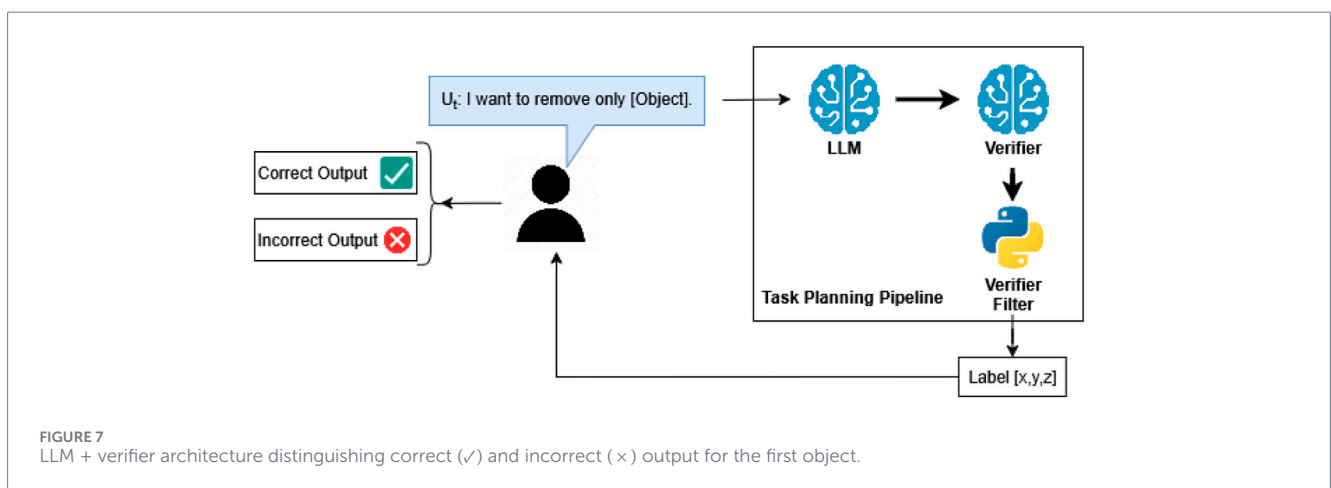 U_t: I want to remove only [Object].
LLM
Verifier
Correct Output
Incorrect Output
Verifier
Filter
Task Planning Pipeline
Label [x,y,z]
FIGURE 7
LLM + verifier architecture distinguishing correct (✓) and incorrect (×) output for the first object.